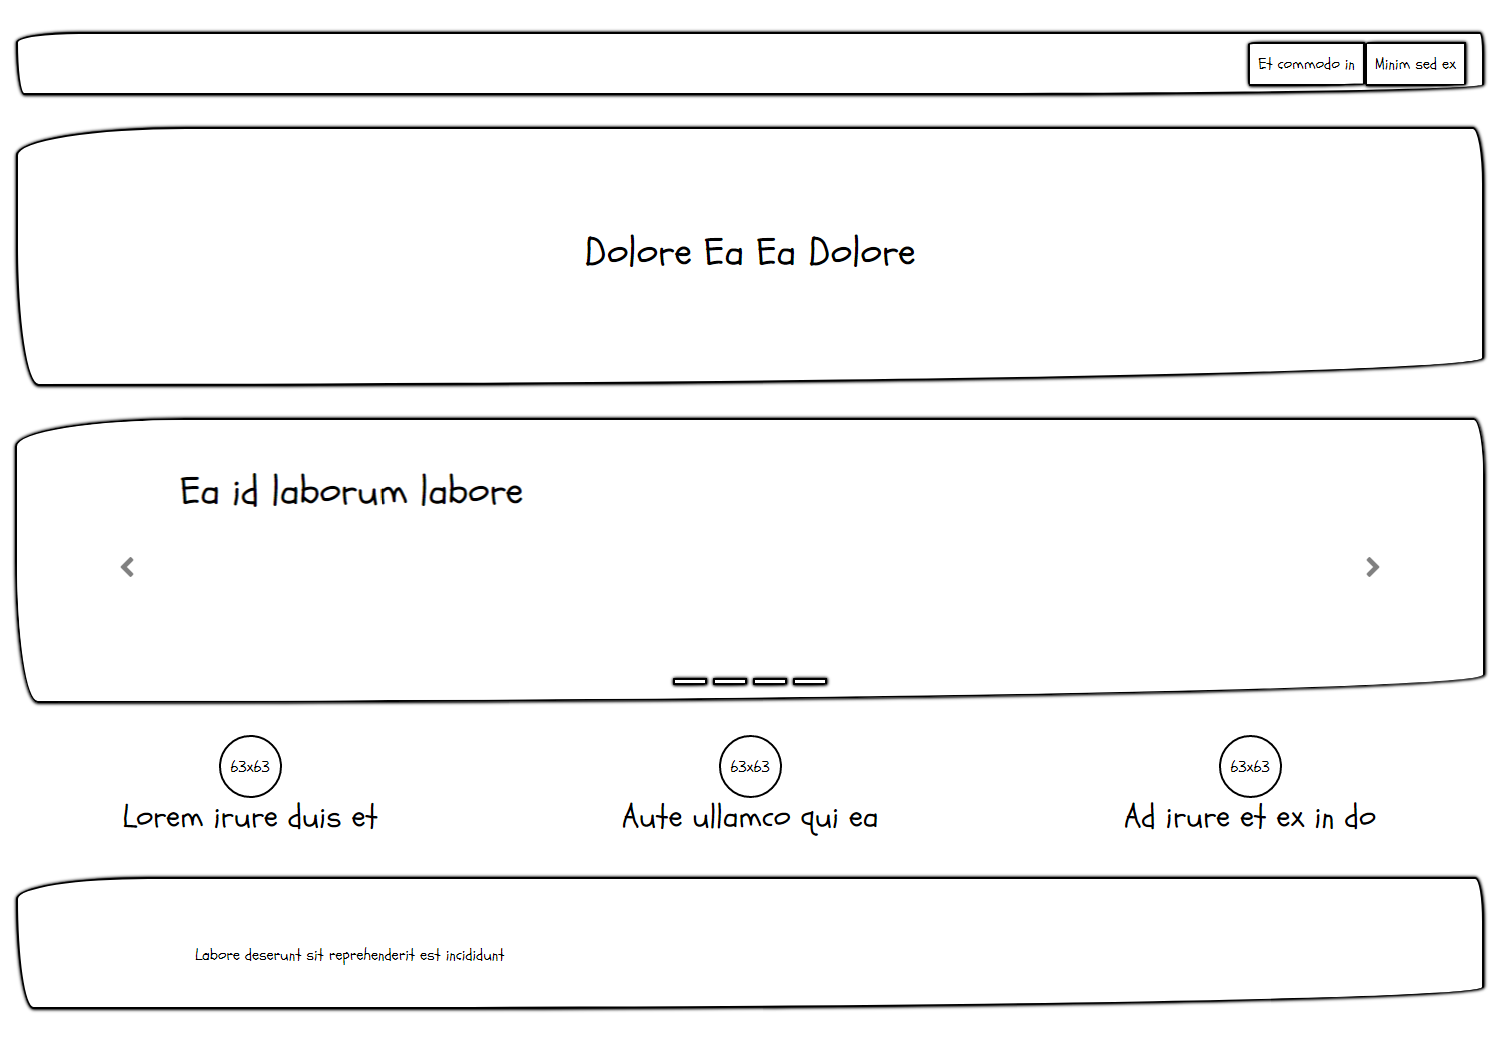 Et commodo in
Minim sed ex
Dolore Ea Ea Dolore
Ea id laborum labore
63x63
63x63
63x63
Lorem irure duis et
Aute ullamco qui ea
Ad irure et ex in do
Labore deserunt sit reprehenderit est incididunt